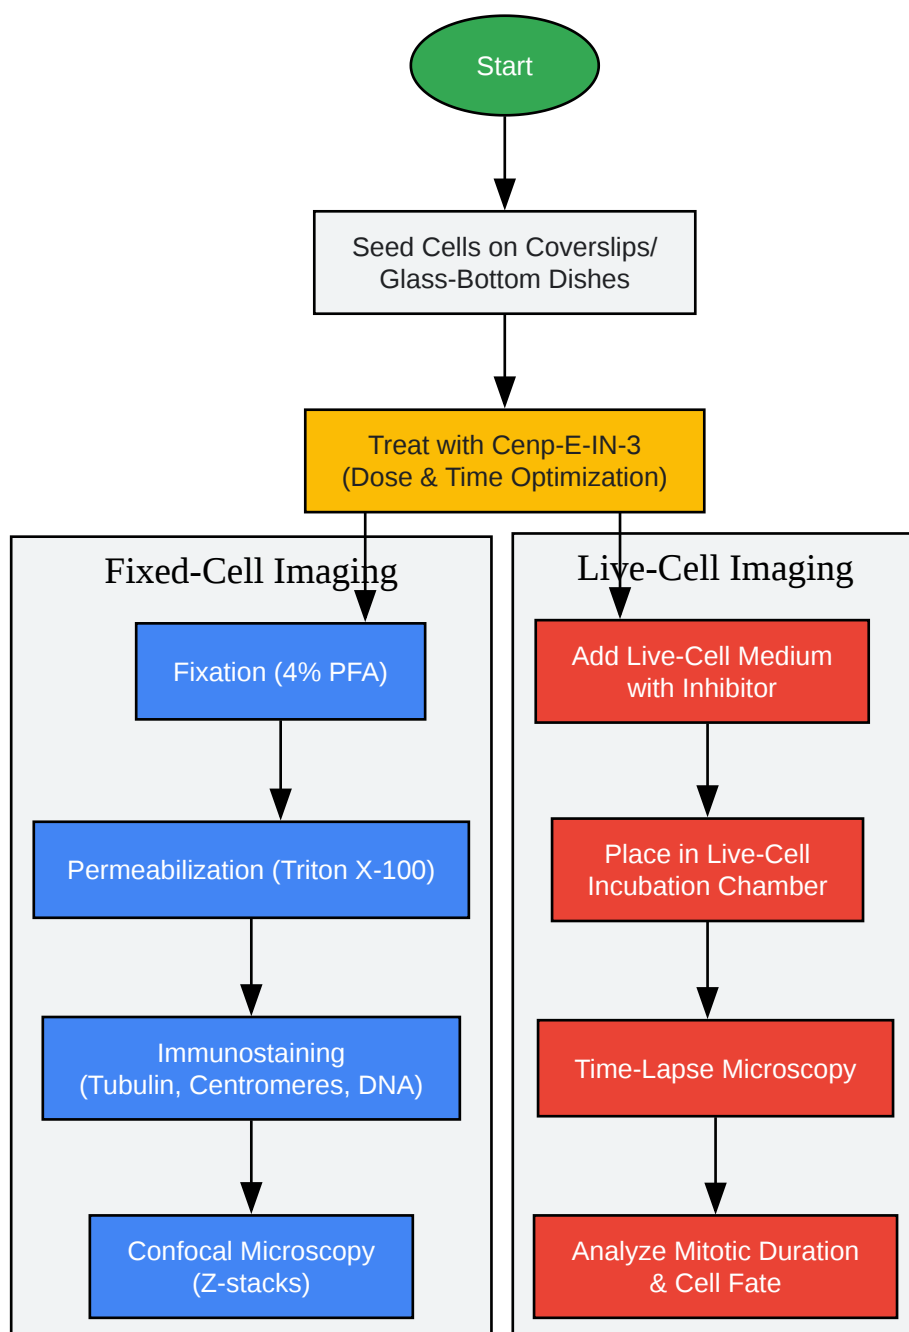 Start
Seed Cells on Coverslips/
Glass-Bottom Dishes
Treat with Cenp-E-IN-3
(Dose & Time Optimization)
Fixed-Cell Imaging
Fixation (4% PFA)
Permeabilization (Triton X-100)
Immunostaining
(Tubulin, Centromeres, DNA)
Confocal Microscopy
(Z-stacks)
Live-Cell Imaging
Add Live-Cell Medium
with Inhibitor
Place in Live-Cell
Incubation Chamber
Time-Lapse Microscopy
Analyze Mitotic Duration
& Cell Fate